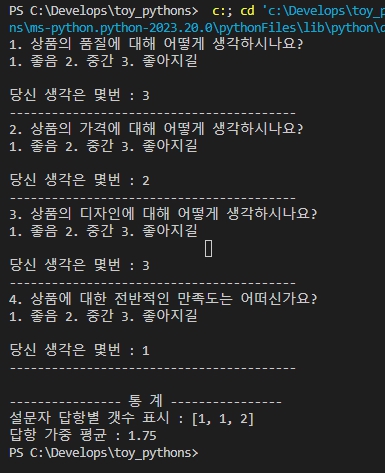 PS C:\Develops\toy_pythons>  c:; cd 'c:\Develops\toy_p
ns\ms-python.python-2023.20.0\pythonFiles\lib\python\d
1. 상품의 품질에 대해 어떻게 생각하시나요?
1. 좋음 2. 중간 3. 좋아지길
당신 생각은 몇번 : 3
----------------------------------------
2. 상품의 가격에 대해 어떻게 생각하시나요?
1. 좋음 2. 중간 3. 좋아지길
당신 생각은 몇번 : 2
----------------------------------------
3. 상품의 디자인에 대해 어떻게 생각하시나요?
1. 좋음 2. 중간 3. 좋아지길
당신 생각은 몇번 : 3
----------------------------------------
4. 상품에 대한 전반적인 만족도는 어떠신가요?
1. 좋음 2. 중간 3. 좋아지길
당신 생각은 몇번 : 1
----------------------------------------
---------------- 통 계 ----------------
설문자 답항별 갯수 표시 : [1, 1, 2]
답항 가중 평균 : 1.75
PS C:\Develops\toy_pythons>